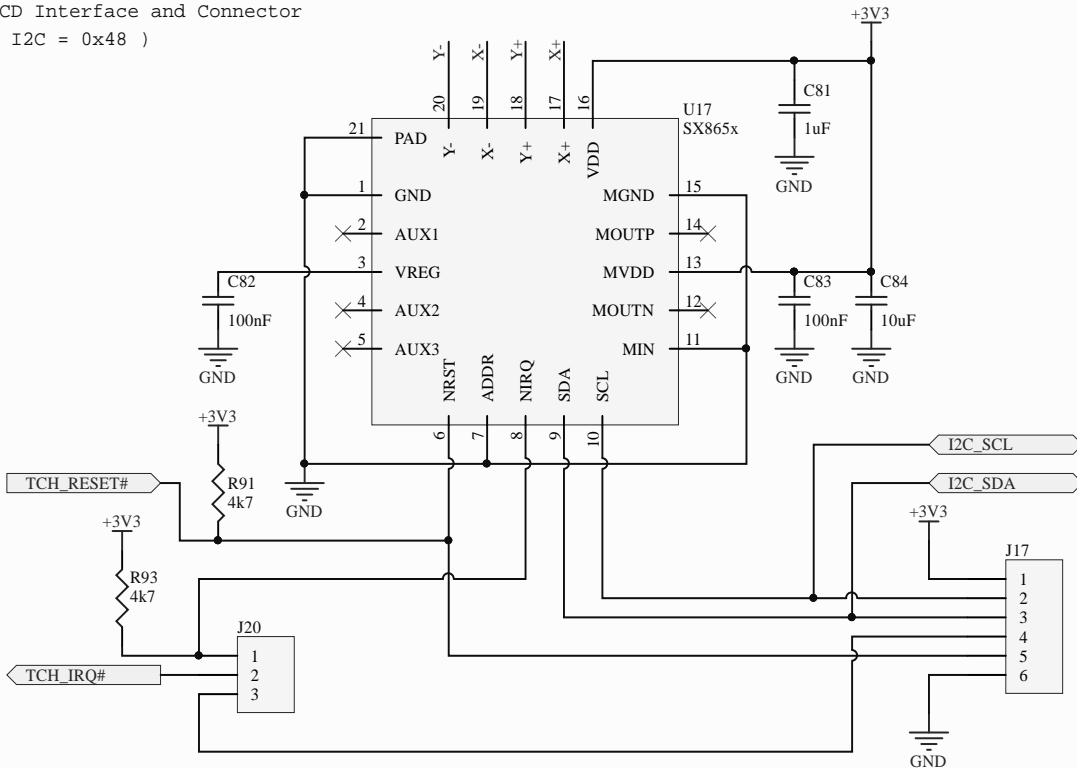 CD Interface and Connector
I2C = 0x48 )
+3V3
Y-
X-
Y+
X+
20
19
18
17
16
C81
1uF
GND
U17
SX865x
21
PAD
Y-
X-
Y+
X+
VDD
1
GND
MGND
15
2
AUX1
MOUTP
14
3
VREG
MVDD
13
C82
100nF
GND
C83
100nF
GND
C84
10uF
GND
4
AUX2
MOUTN
12
5
AUX3
MIN
11
NRST
ADDR
NIRQ
SDA
SCL
6
7
8
9
10
+3V3
R91
4k7
GND
TCH_RESET#
I2C_SCL
I2C_SDA
+3V3
R93
4k7
+3V3
J17
1
2
3
4
5
6
GND
J20
1
2
3
TCH_IRQ#